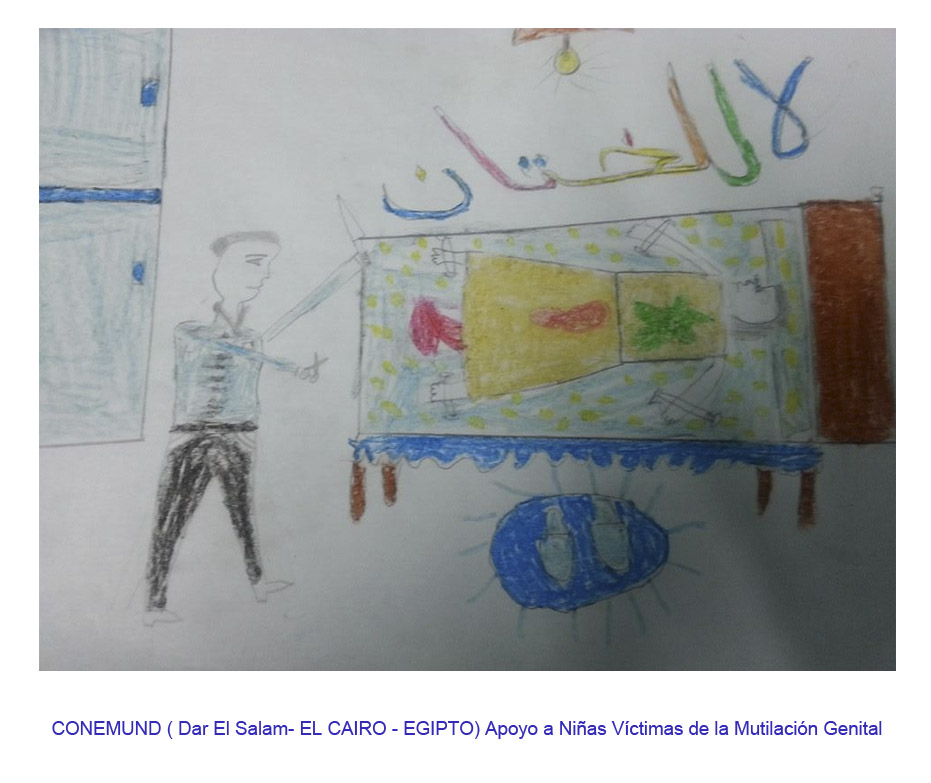 لا للختان
CONEMUND ( Dar El Salam- EL CAIRO - EGIPTO) Apoyo a Niñas Víctimas de la Mutilación Genital